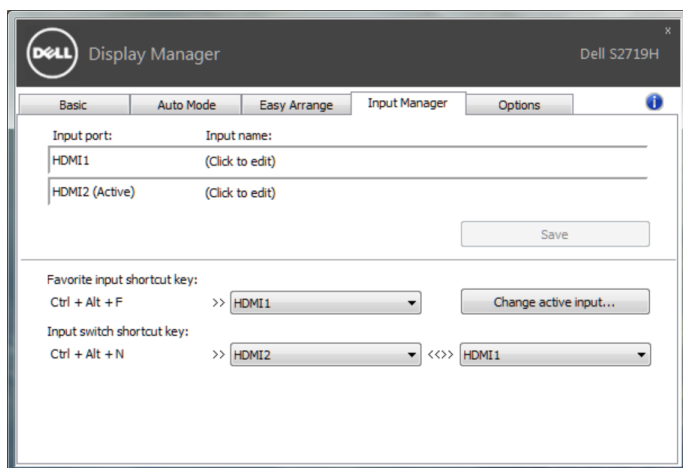 x
DELL Display Manager Dell S2719H
Basic Auto Mode Easy Arrange Input Manager Options i
Input port: Input name:
HDMI1 (Click to edit)
HDMI2 (Active) (Click to edit)
Save
Favorite input shortcut key:
Ctrl + Alt + F >> HDMI1 Change active input...
Input switch shortcut key:
Ctrl + Alt + N >> HDMI2 <<>> HDMI1